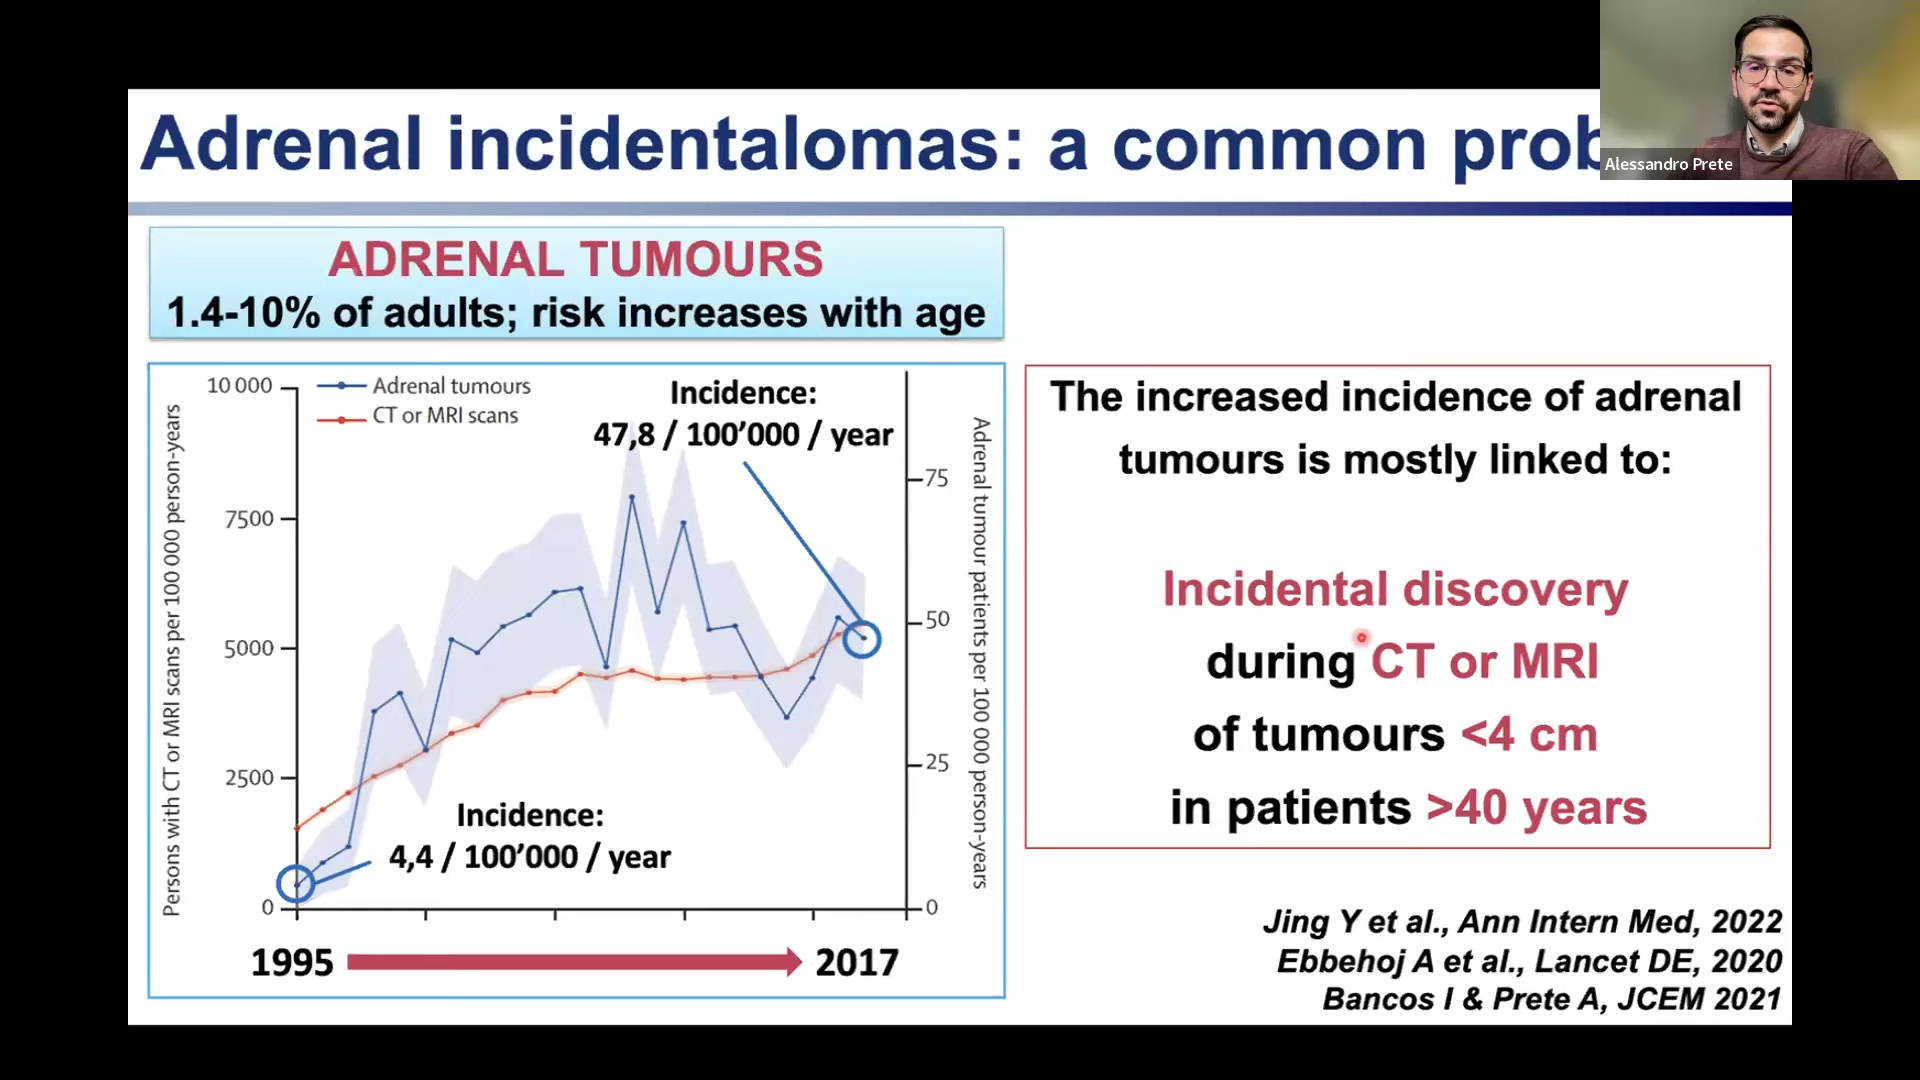 Adrenal incidentalomas: a common prob
Alessandro Prete
ADRENAL TUMOURS
1.4-10% of adults; risk increases with age
Persons with CT or MRI scans per 100 000 person-years
10 000
7500
5000
2500
0
Adrenal tumours
CT or MRI scans
Incidence:
47,8 / 100’000 / year
Incidence:
4,4 / 100’000 / year
75
50
25
0
Adrenal tumour patients per 100 000 person-years
1995
2017
The increased incidence of adrenal
tumours is mostly linked to:
Incidental discovery
during CT or MRI
of tumours <4 cm
in patients >40 years
Jing Y et al., Ann Intern Med, 2022
Ebbehoj A et al., Lancet DE, 2020
Bancos I & Prete A, JCEM 2021